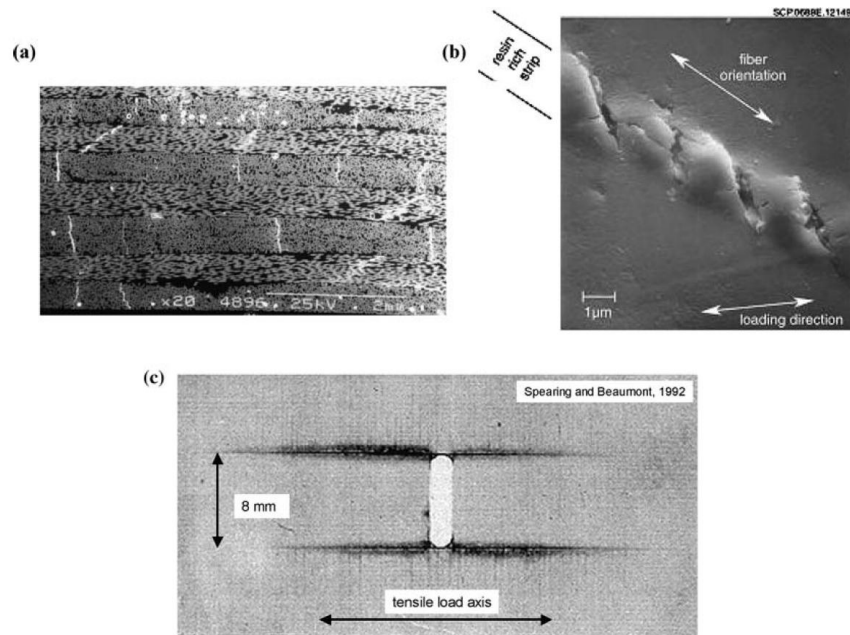 (a)
x20 4896 25kV 2mm
SCP0689E.12149
(b)
resin
rich
strip
fiber
orientation
1µm
loading direction
(c)
Spearing and Beaumont, 1992
8 mm
tensile load axis